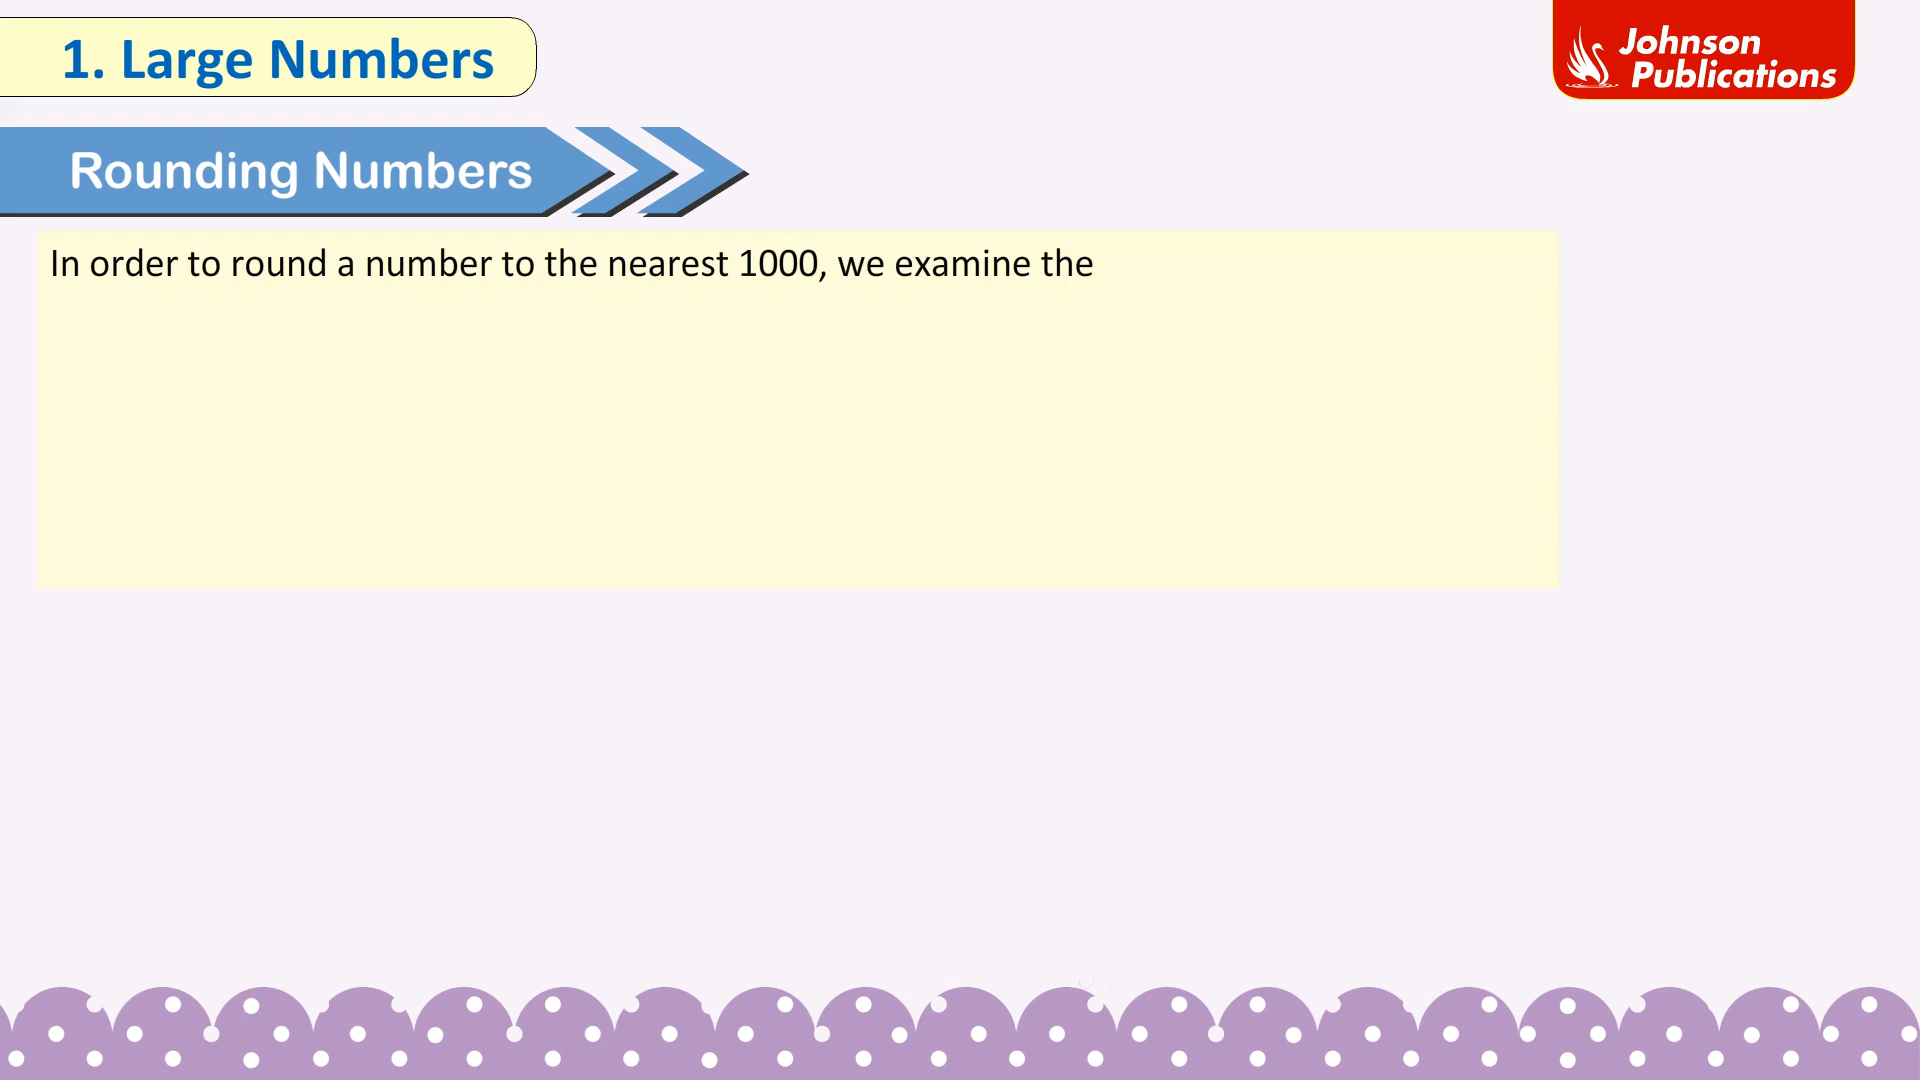 1. Large Numbers
Johnson
Publications
Rounding Numbers
In order to round a number to the nearest 1000, we examine the